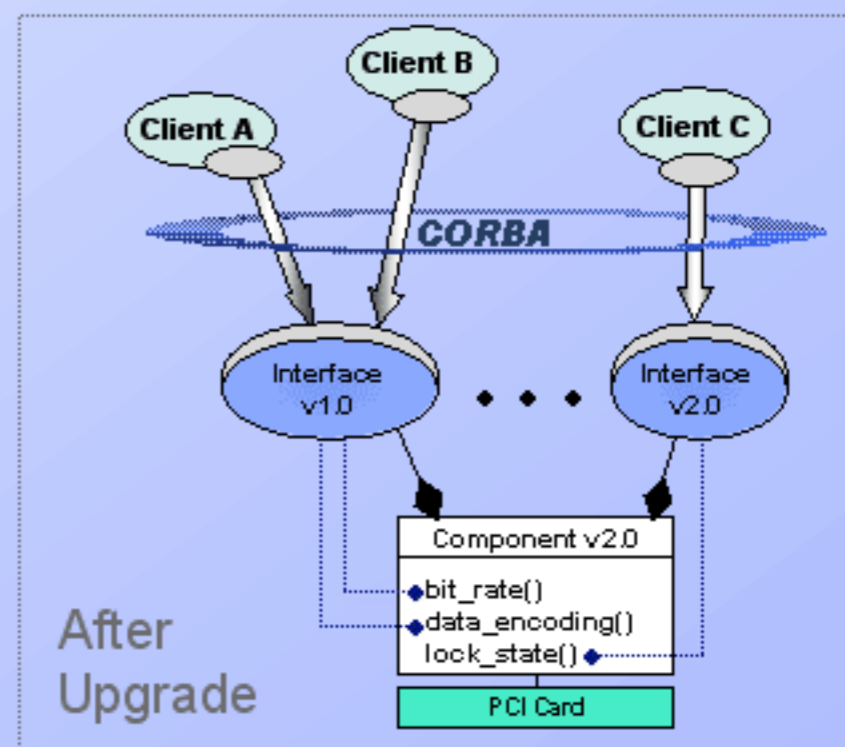 Client B
Client A
Client C
CORBA
Interface
v1.0
Interface
v2.0
Component v2.0
bit_rate()
data_encoding()
lock_state()
After
Upgrade
PCI Card